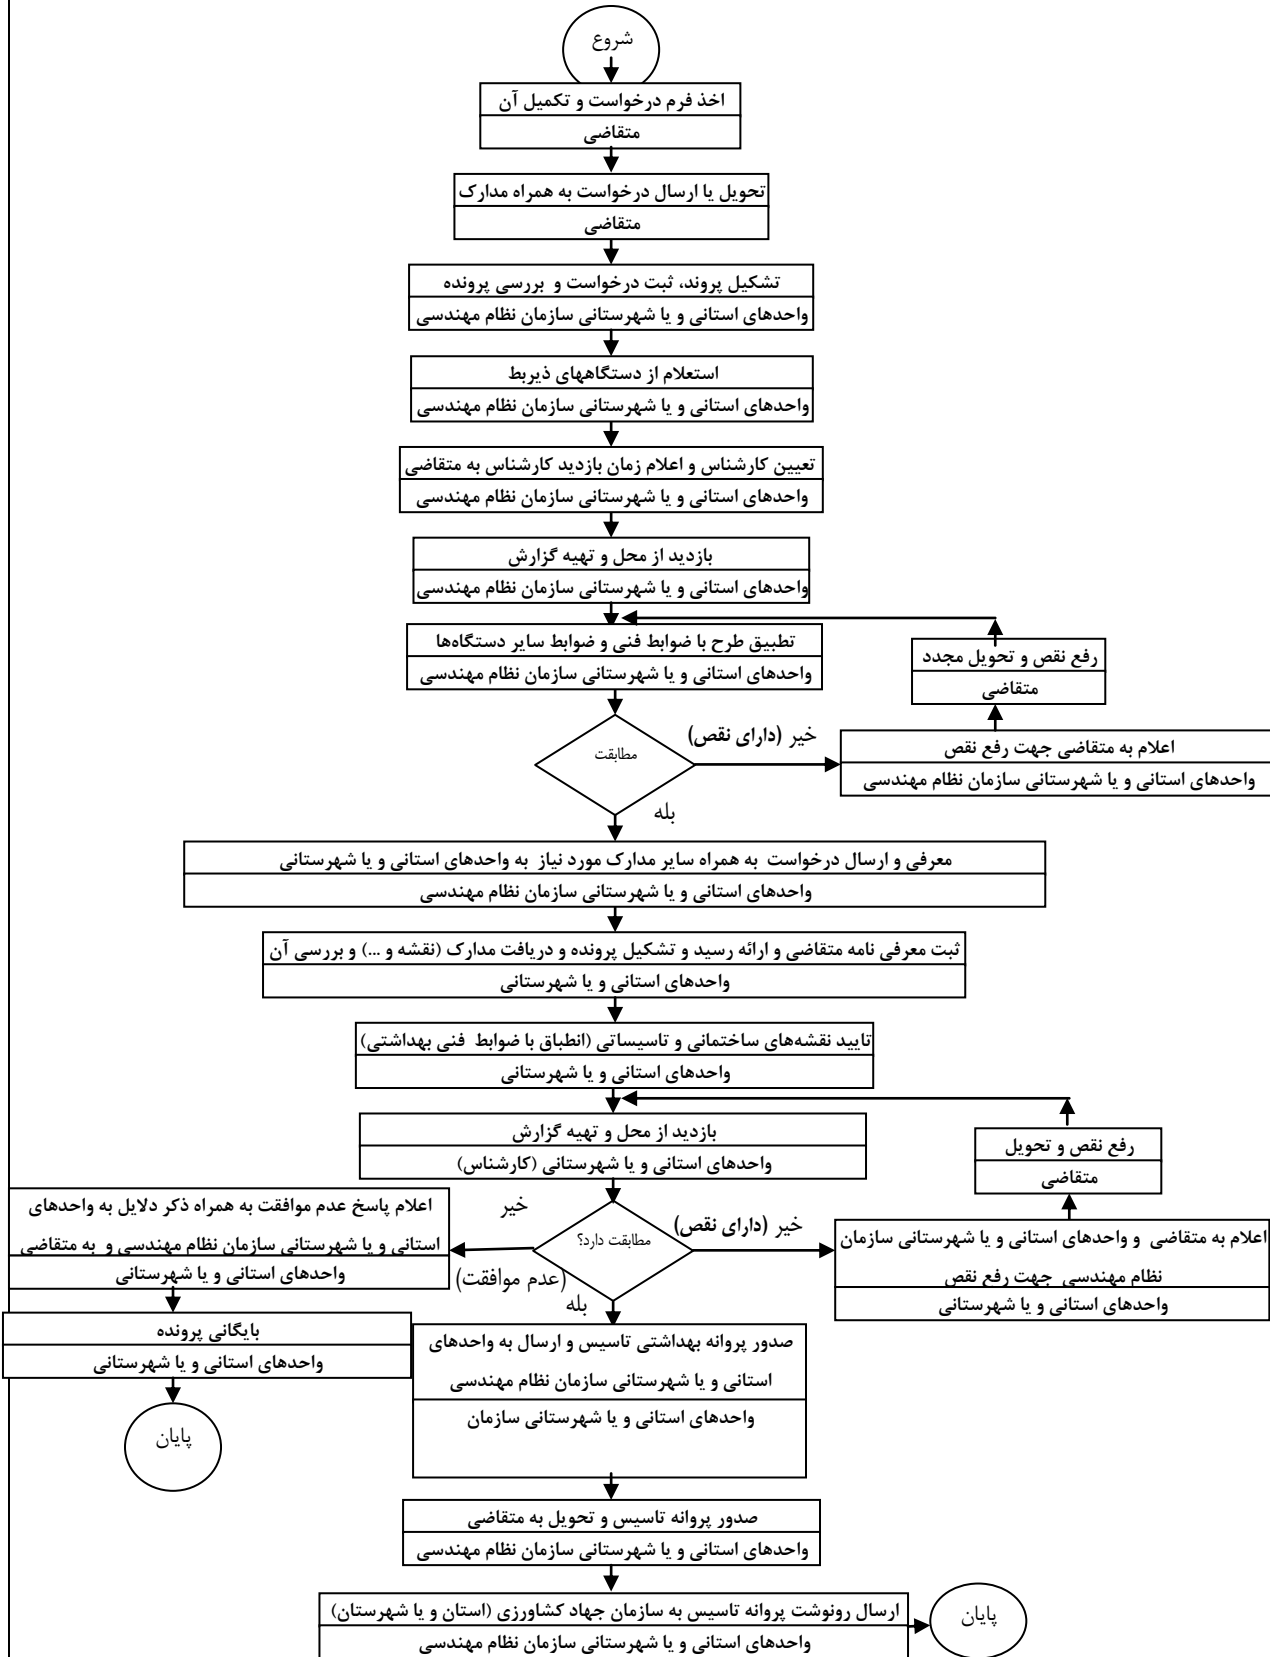 شروع
اخذ فرم درخواست و تکمیل آن
متقاضی
تحویل یا ارسال درخواست به همراه مدارک
متقاضی
تشکیل پروند، ثبت درخواست و بررسی پرونده
واحدهای استانی و یا شهرستانی سازمان نظام مهندسی
استعلام از دستگاههای ذیربط
واحدهای استانی و یا شهرستانی سازمان نظام مهندسی
تعیین کارشناس و اعلام زمان بازدید کارشناس به متقاضی
واحدهای استانی و یا شهرستانی سازمان نظام مهندسی
بازدید از محل و تهیه گزارش
واحدهای استانی و یا شهرستانی سازمان نظام مهندسی
تطبیق طرح با ضوابط فنی و ضوابط سایر دستگاه‌ها
واحدهای استانی و یا شهرستانی سازمان نظام مهندسی
رفع نقص و تحویل مجدد
متقاضی
مطابقت
خیر (دارای نقص)
اعلام به متقاضی جهت رفع نقص
واحدهای استانی و یا شهرستانی سازمان نظام مهندسی
بله
معرفی و ارسال درخواست به همراه سایر مدارک مورد نیاز به واحدهای استانی و یا شهرستانی
واحدهای استانی و یا شهرستانی سازمان نظام مهندسی
ثبت معرفی نامه متقاضی و ارائه رسید و تشکیل پرونده و دریافت مدارک (نقشه و ...) و بررسی آن
واحدهای استانی و یا شهرستانی
تایید نقشه‌های ساختمانی و تاسیساتی (انطباق با ضوابط فنی بهداشتی)
واحدهای استانی و یا شهرستانی
بازدید از محل و تهیه گزارش
واحدهای استانی و یا شهرستانی (کارشناس)
رفع نقص و تحویل
متقاضی
مطابقت دارد؟
خیر (دارای نقص)
اعلام به متقاضی و واحدهای استانی و یا شهرستانی سازمان
نظام مهندسی جهت رفع نقص
واحدهای استانی و یا شهرستانی
خیر
(عدم موافقت)
اعلام پاسخ عدم موافقت به همراه ذکر دلایل به واحدهای
استانی و یا شهرستانی سازمان نظام مهندسی و به متقاضی
واحدهای استانی و یا شهرستانی
بایگانی پرونده
واحدهای استانی و یا شهرستانی
پایان
بله
صدور پروانه بهداشتی تاسیس و ارسال به واحدهای
استانی و یا شهرستانی سازمان نظام مهندسی
واحدهای استانی و یا شهرستانی سازمان
صدور پروانه تاسیس و تحویل به متقاضی
واحدهای استانی و یا شهرستانی سازمان نظام مهندسی
ارسال رونوشت پروانه تاسیس به سازمان جهاد کشاورزی (استان و یا شهرستان)
واحدهای استانی و یا شهرستانی سازمان نظام مهندسی
پایان